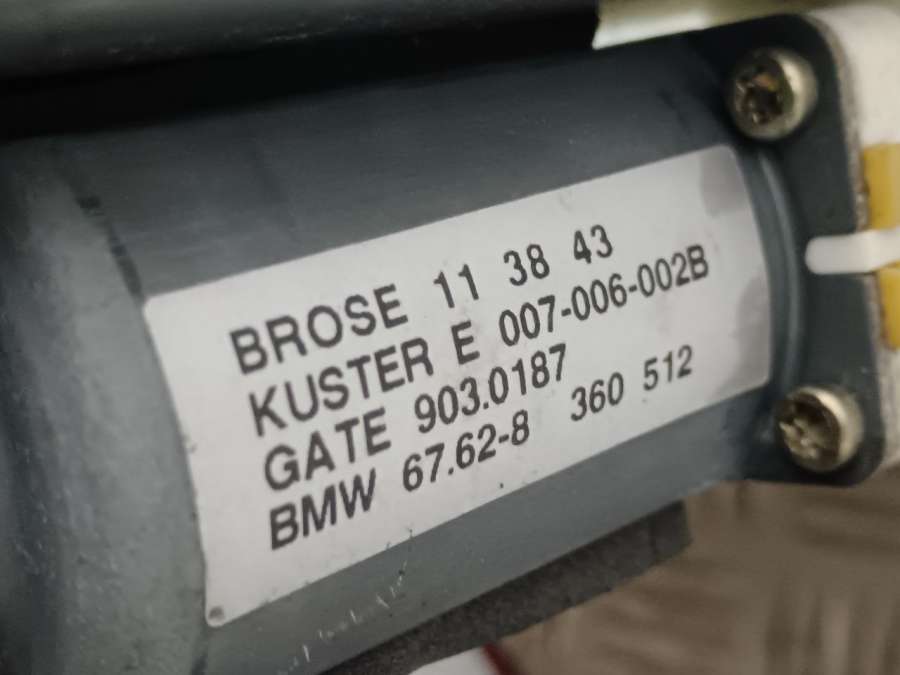 BROSE 11 38 43
KUSTER E 007-006-002B
GATE 903.0187
BMW 67.62-8 360 512